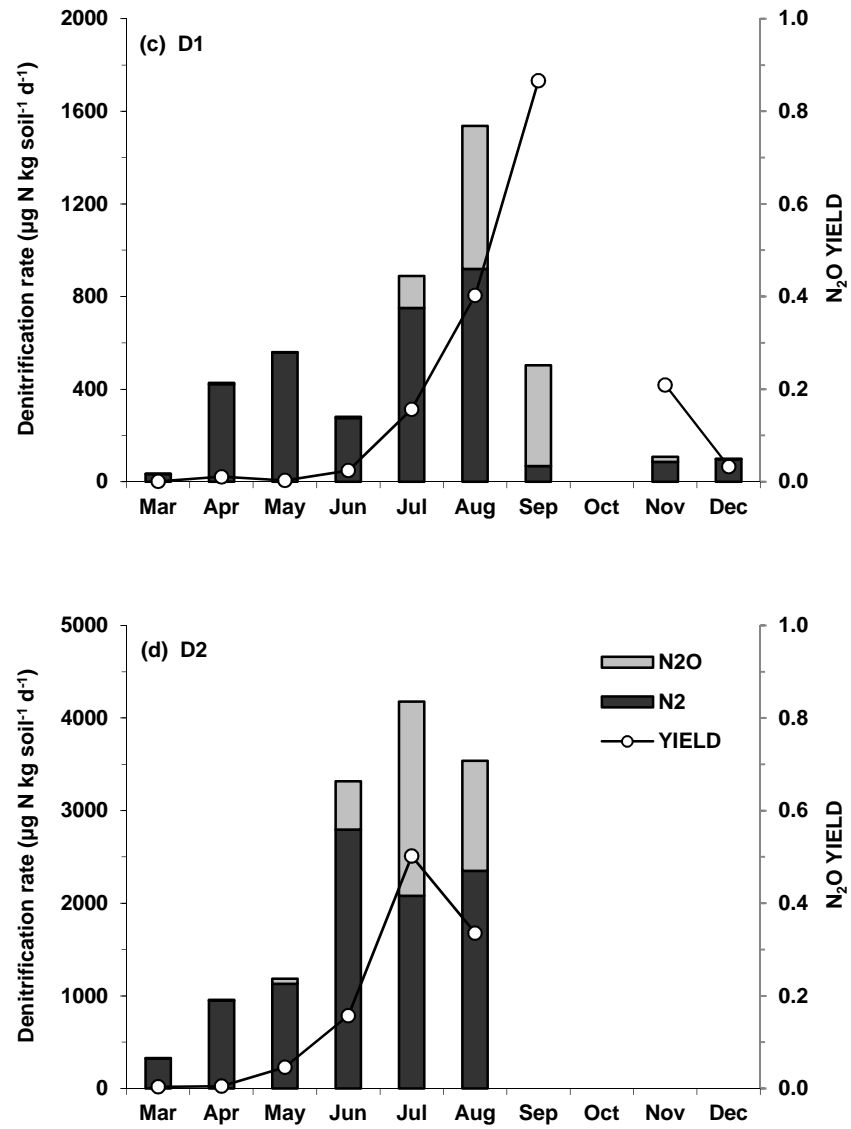 (c) D1
Denitrification rate (µg N kg soil⁻¹ d⁻¹)
2000
1600
1200
800
400
0
1.0
0.8
0.6
0.4
0.2
0.0
N₂O YIELD
Mar Apr May Jun Jul Aug Sep Oct Nov Dec
(d) D2
Denitrification rate (µg N kg soil⁻¹ d⁻¹)
5000
4000
3000
2000
1000
0
N2O
N2
YIELD
1.0
0.8
0.6
0.4
0.2
0.0
N₂O YIELD
Mar Apr May Jun Jul Aug Sep Oct Nov Dec